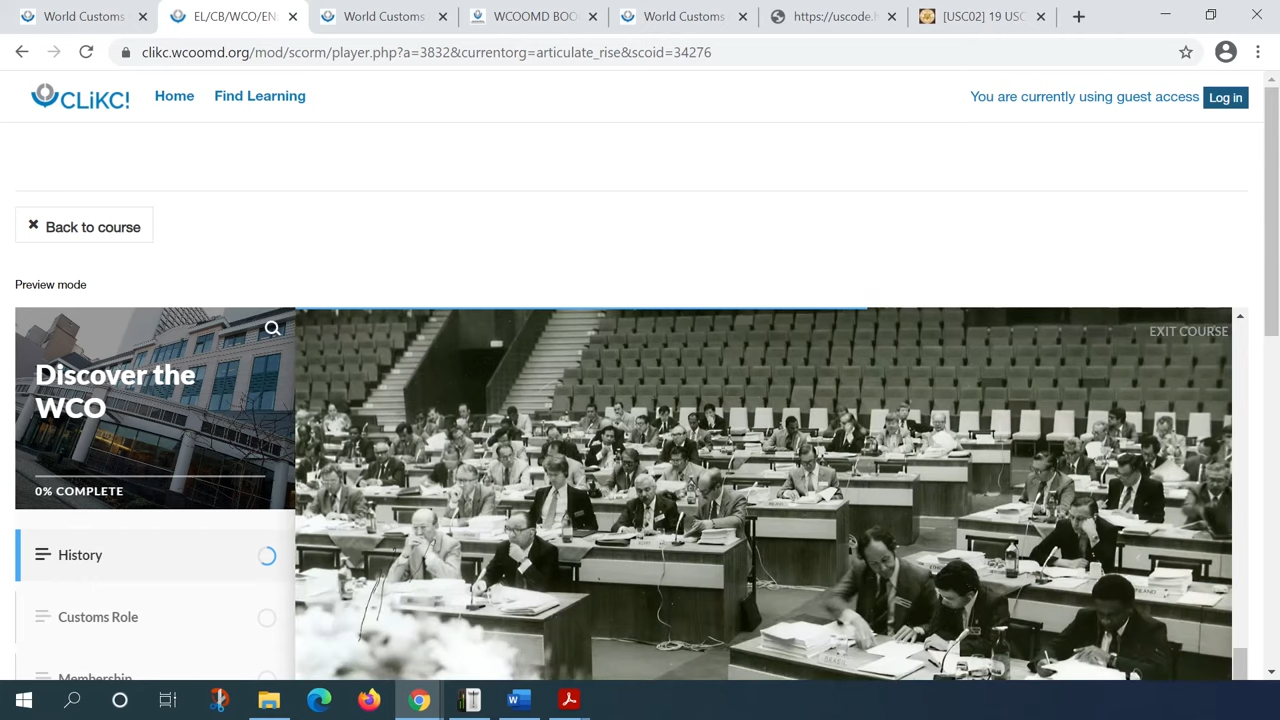 World Customs
EL/CB/WCO/EN
World Customs
WCOOMD BOO
World Customs
https://uscode.h
[USC02] 19 USC
clikc.wcoomd.org/mod/scorm/player.php?a=3832&currentorg=articulate_rise&scoid=34276
CLiKC!
Home
Find Learning
You are currently using guest access
Log in
Back to course
Preview mode
EXIT COURSE
Discover the
WCO
0% COMPLETE
History
Customs Role
Membership
BRAZIL